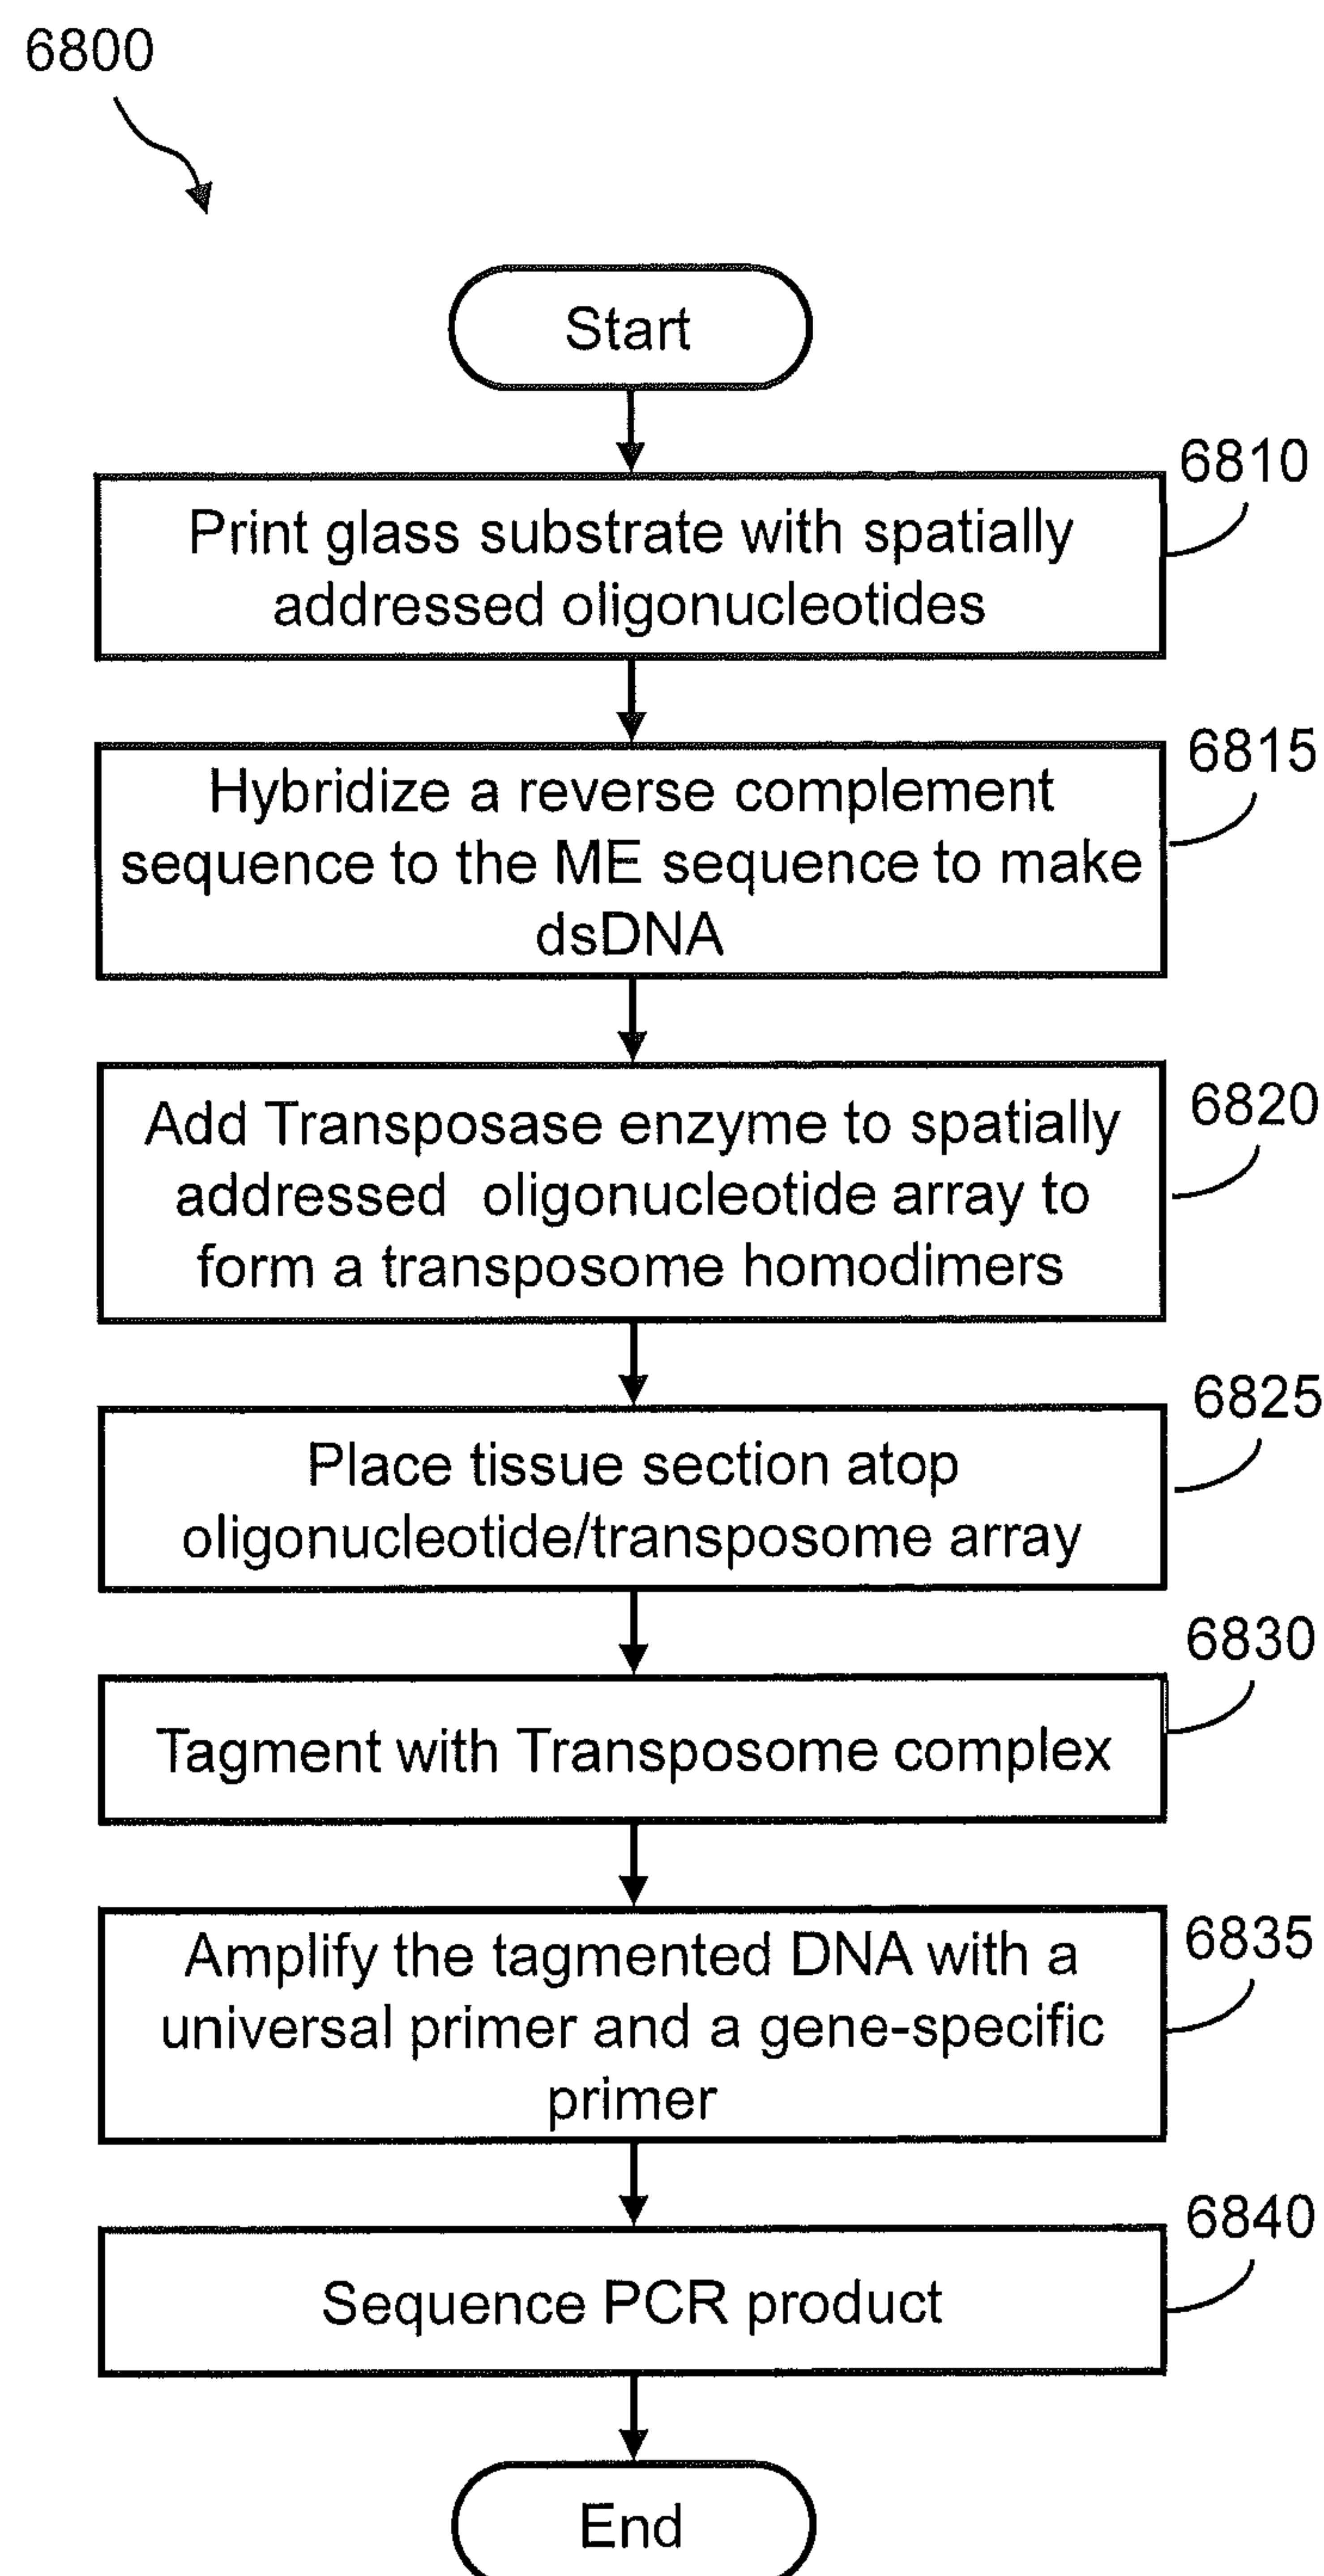 6800
Start
6810
Print glass substrate with spatially
addressed oligonucleotides
6815
Hybridize a reverse complement
sequence to the ME sequence to make
dsDNA
6820
Add Transposase enzyme to spatially
addressed oligonucleotide array to
form a transposome homodimers
6825
Place tissue section atop
oligonucleotide/transposome array
6830
Tagment with Transposome complex
6835
Amplify the tagmented DNA with a
universal primer and a gene-specific
primer
6840
Sequence PCR product
End